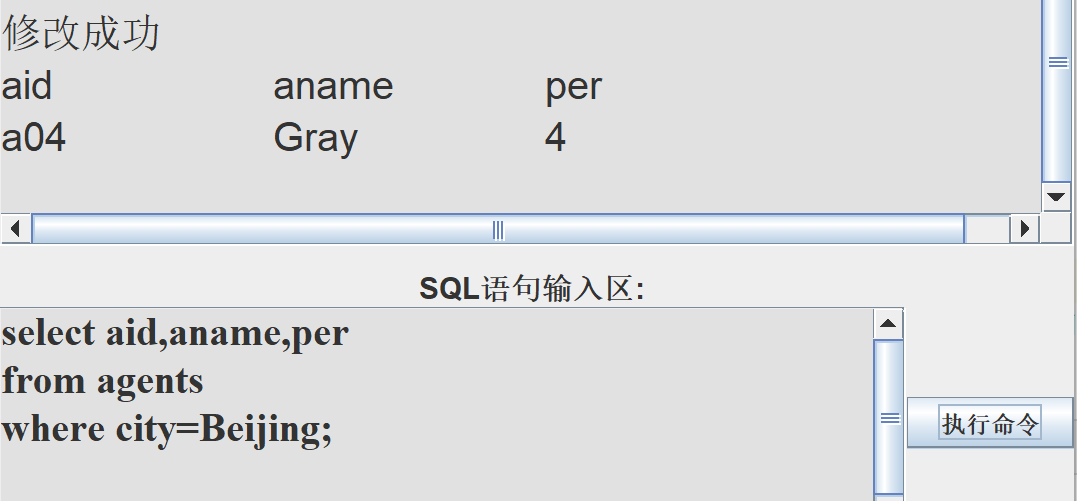 修改成功
aid aname per
a04 Gray 4
SQL语句输入区:
select aid,aname,per
from agents
where city=Beijing;
执行命令